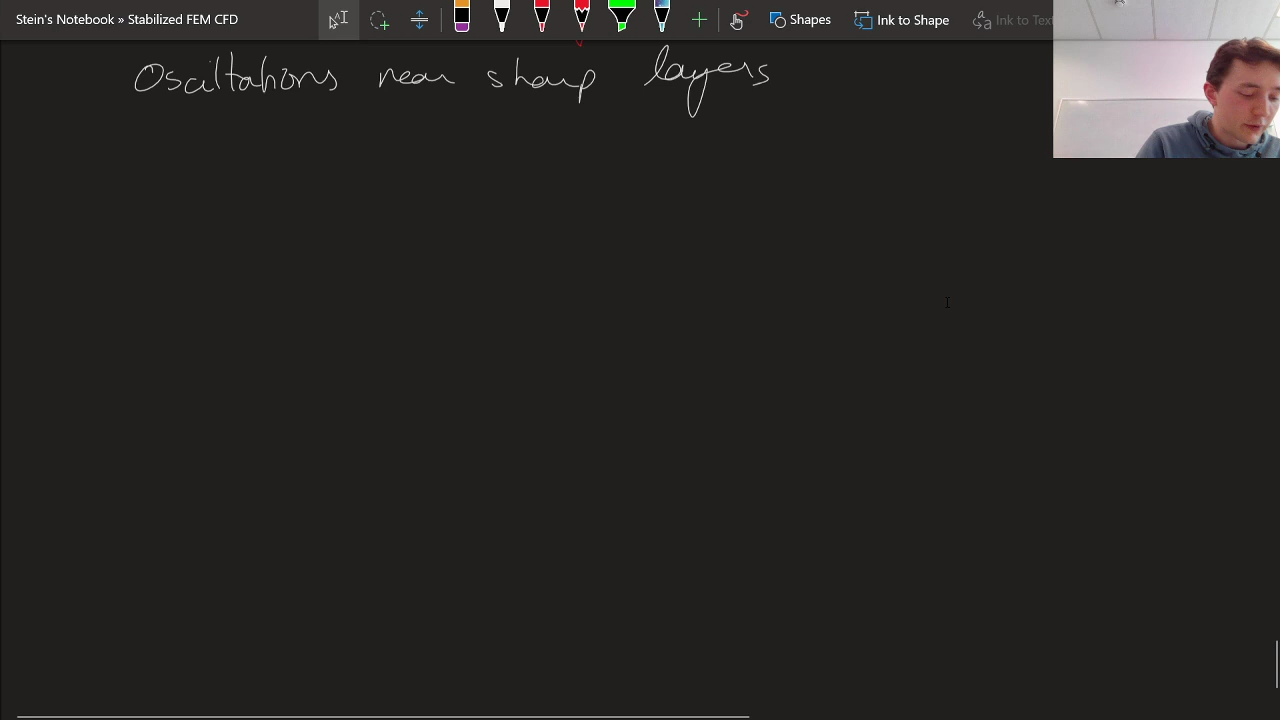 Stein's Notebook » Stabilized FEM CFD
Shapes
Ink to Shape
Ink to Text
Oscillations near sharp layers